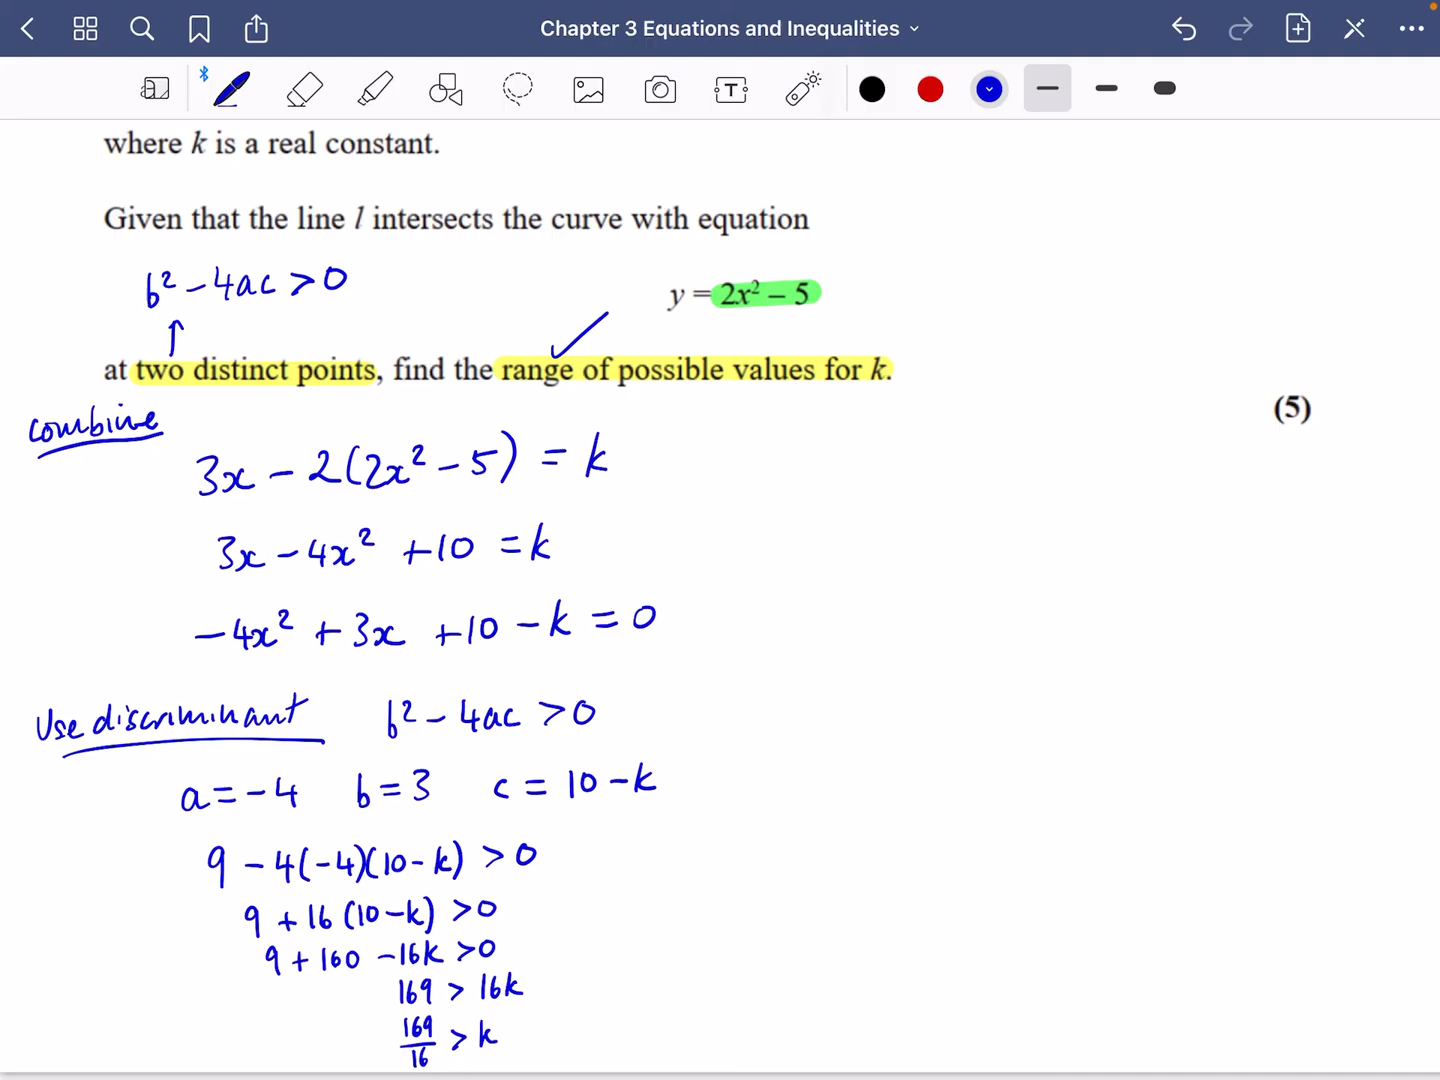 Chapter 3 Equations and Inequalities
where k is a real constant.
Given that the line l intersects the curve with equation
b² − 4ac > 0
y = 2x² − 5
at two distinct points, find the range of possible values for k.
(5)
combine
3x − 2(2x² − 5) = k
3x − 4x² + 10 = k
− 4x² + 3x + 10 − k = 0
Use discriminant b² − 4ac > 0
a = −4 b = 3 c = 10 − k
9 − 4(−4)(10 − k) > 0
9 + 16(10 − k) > 0
9 + 160 − 16k > 0
169 > 16k
169/16 > k